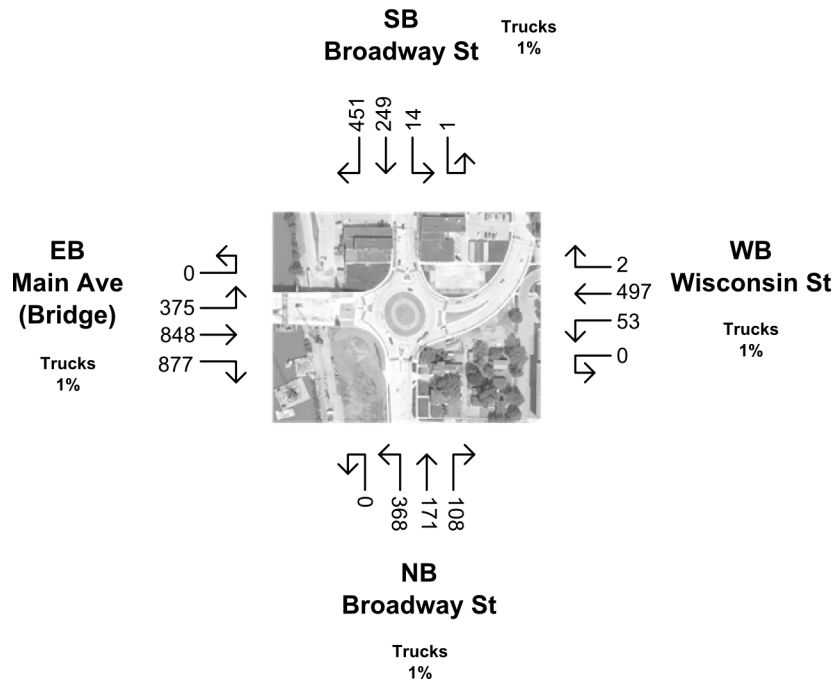 SB
Broadway St
Trucks
1%
451
249
14
1
EB
Main Ave
(Bridge)
Trucks
1%
0
375
848
877
2
497
53
0
WB
Wisconsin St
Trucks
1%
0
368
171
108
NB
Broadway St
Trucks
1%